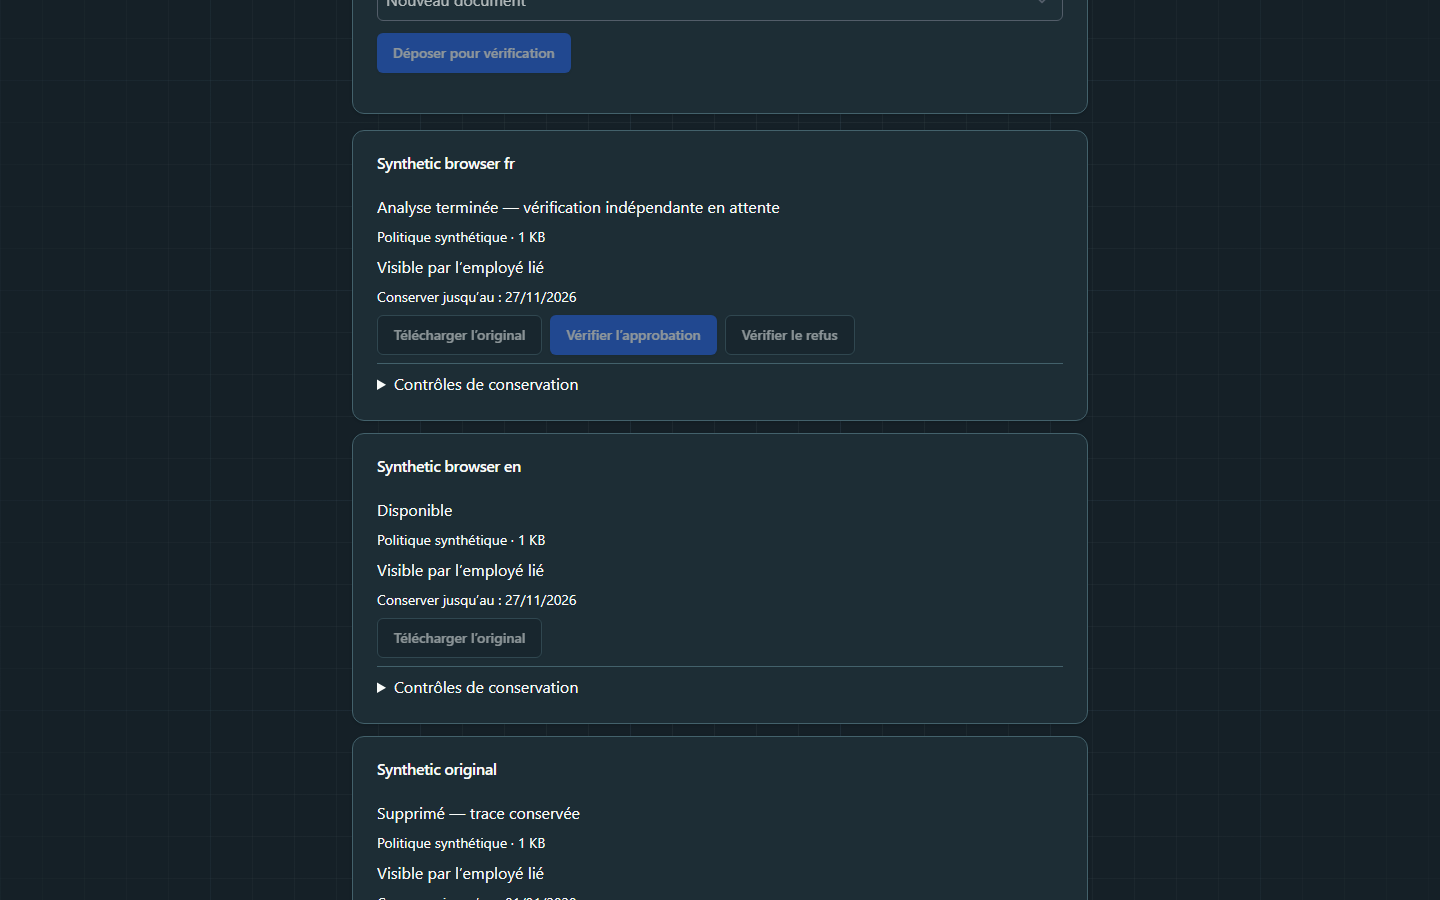 Nouveau document
Déposer pour vérification
Synthetic browser fr
Analyse terminée — vérification indépendante en attente
Politique synthétique · 1 KB
Visible par l’employé lié
Conserver jusqu’au : 27/11/2026
Télécharger l’original
Vérifier l’approbation
Vérifier le refus
Contrôles de conservation
Synthetic browser en
Disponible
Politique synthétique · 1 KB
Visible par l’employé lié
Conserver jusqu’au : 27/11/2026
Télécharger l’original
Contrôles de conservation
Synthetic original
Supprimé — trace conservée
Politique synthétique · 1 KB
Visible par l’employé lié